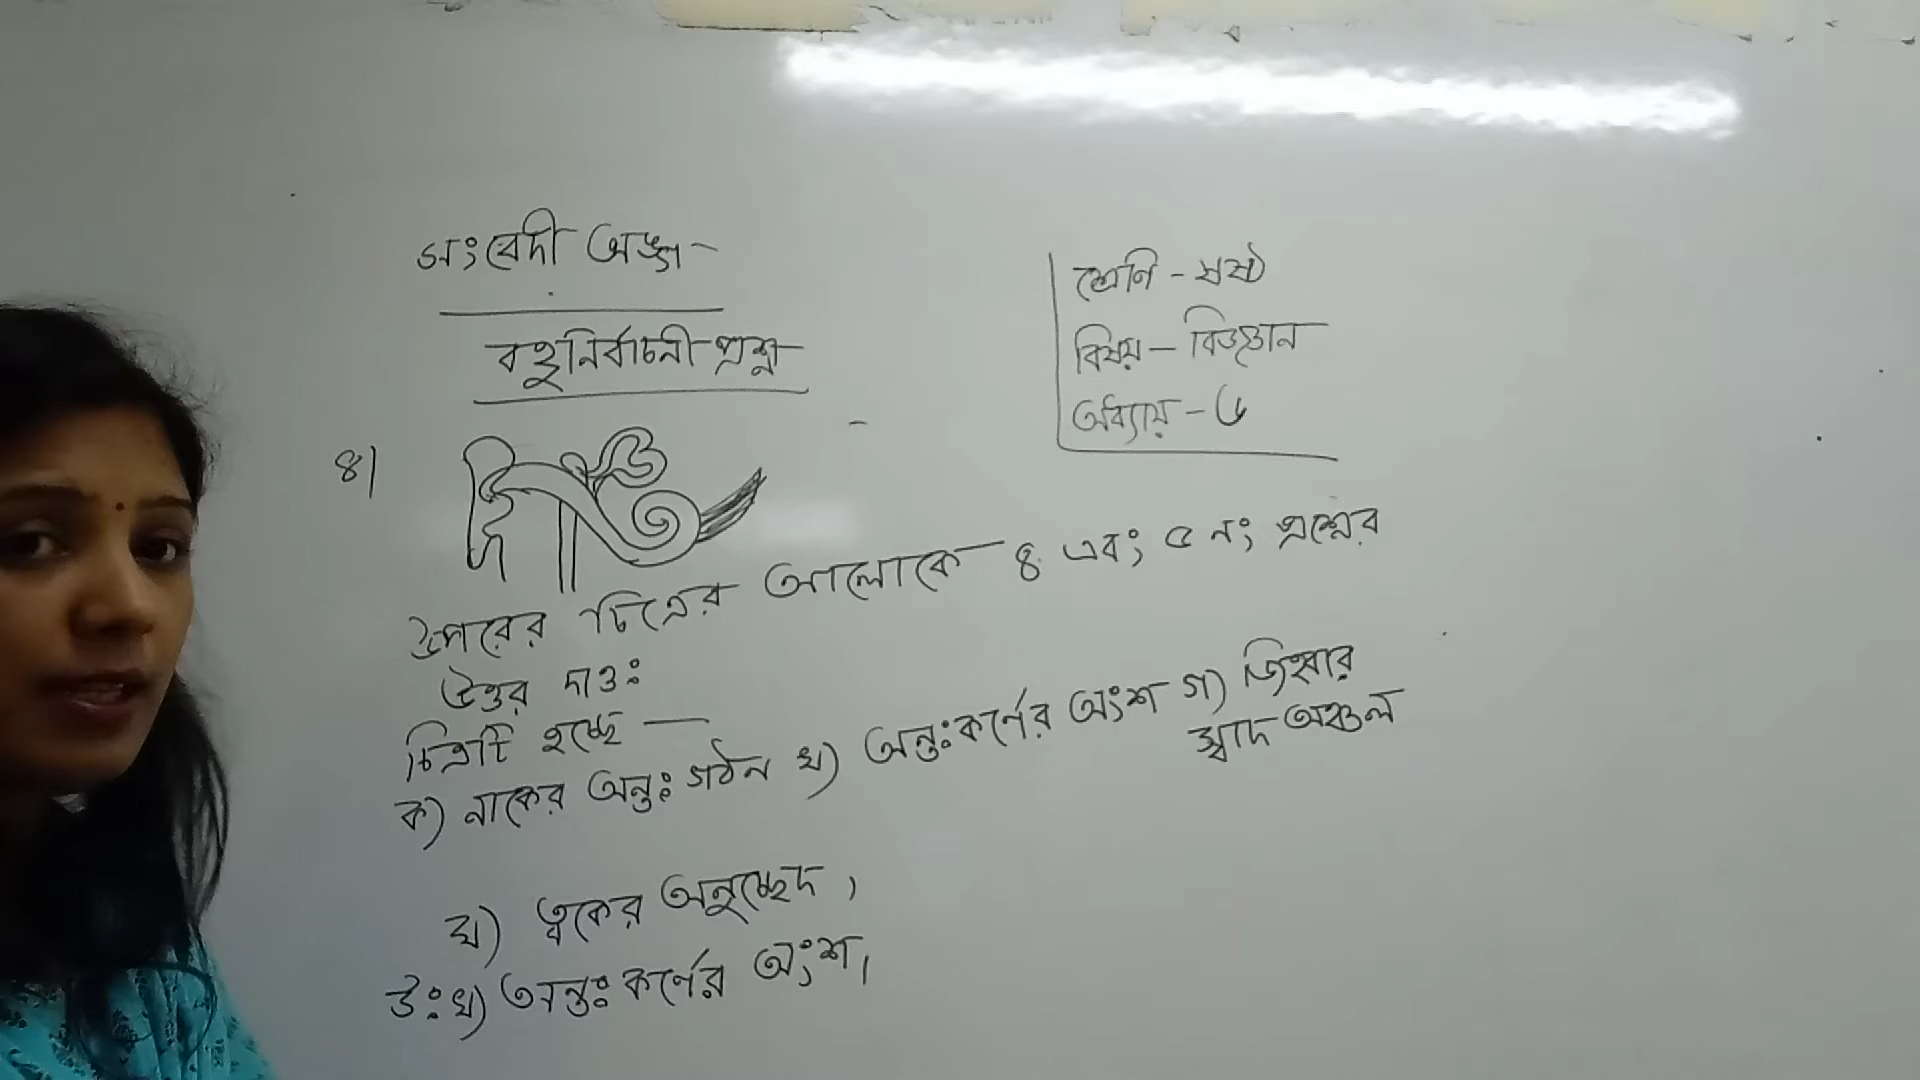 সংবেদী অঙ্গ
বহুনির্বাচনী প্রশ্ন
শ্রেণি - ষষ্ঠ
বিষয় - বিজ্ঞান
অধ্যায় - ৬
৪।
উপরের চিত্রের আলোকে ৪ এবং ৫ নং প্রশ্নের
উত্তর দাওঃ
চিত্রটি হচ্ছে —
ক) নাকের অন্তঃগঠন খ) অন্তঃকর্ণের অংশ গ) জিহ্বার
স্বাদ অঞ্চল
ঘ) ত্বকের অনুচ্ছেদ,
উঃ খ) অন্তঃকর্ণের অংশ,